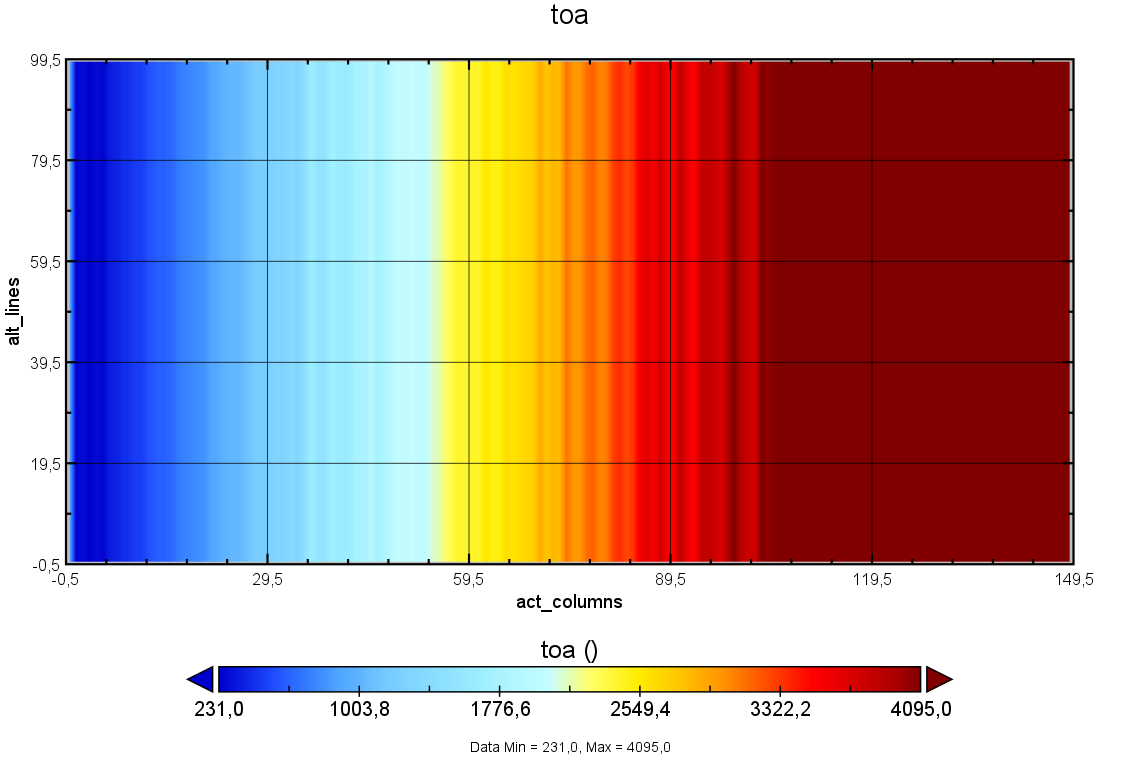 toa
99,5
79,5
59,5
39,5
19,5
-0,5
alt_lines
-0,5 29,5 59,5 89,5 119,5 149,5
act_columns
toa ()
231,0 1003,8 1776,6 2549,4 3322,2 4095,0
Data Min = 231,0, Max = 4095,0